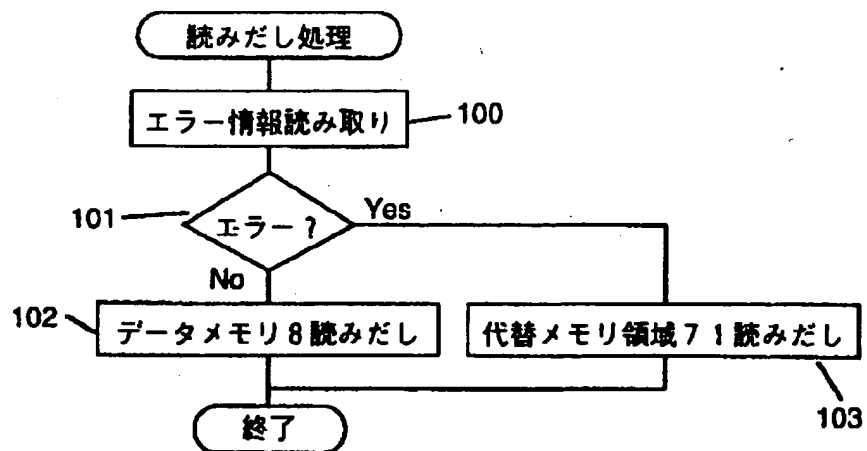 読みだし処理
エラー情報読み取り
100
101
エラー?
Yes
No
102
データメモリ8読みだし
代替メモリ領域71読みだし
103
終了